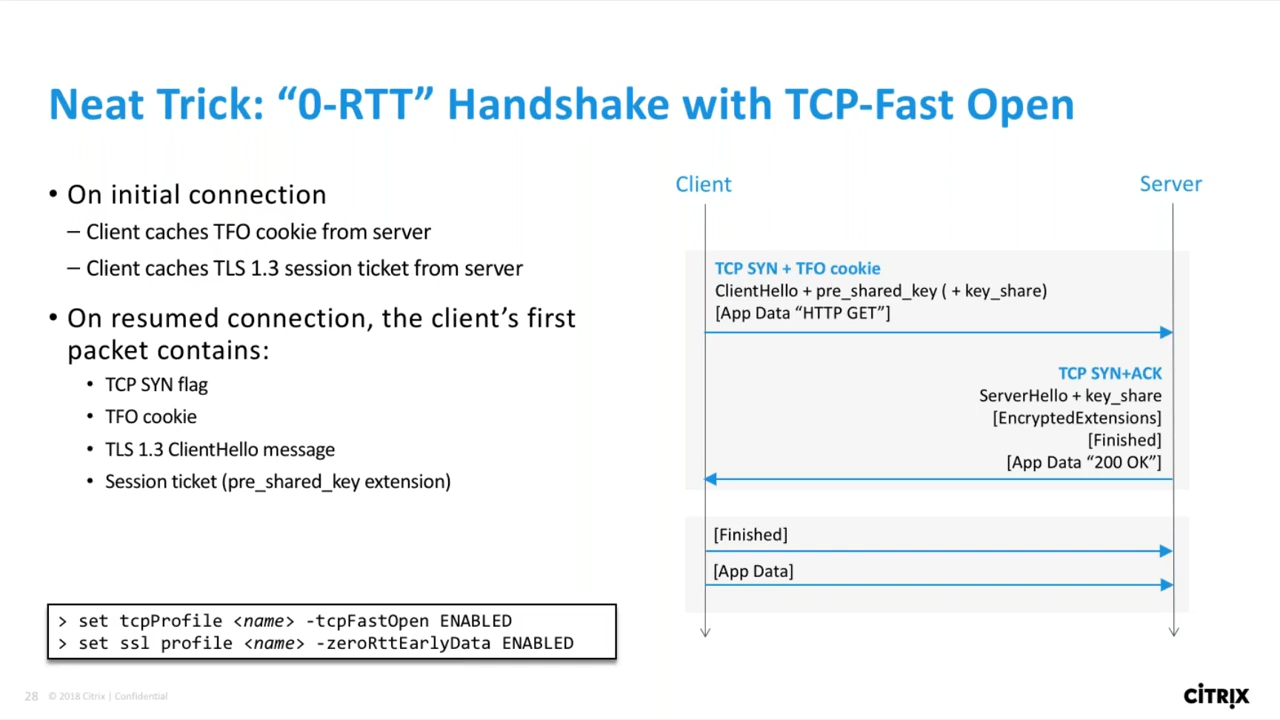 Neat Trick: “0-RTT” Handshake with TCP-Fast Open
• On initial connection
– Client caches TFO cookie from server
– Client caches TLS 1.3 session ticket from server
• On resumed connection, the client’s first
packet contains:
• TCP SYN flag
• TFO cookie
• TLS 1.3 ClientHello message
• Session ticket (pre_shared_key extension)
> set tcpProfile <name> -tcpFastOpen ENABLED
> set ssl profile <name> -zeroRttEarlyData ENABLED
Client
Server
TCP SYN + TFO cookie
ClientHello + pre_shared_key ( + key_share)
[App Data “HTTP GET”]
TCP SYN+ACK
ServerHello + key_share
[EncryptedExtensions]
[Finished]
[App Data “200 OK”]
[Finished]
[App Data]
28 © 2018 Citrix | Confidential
CITRIX